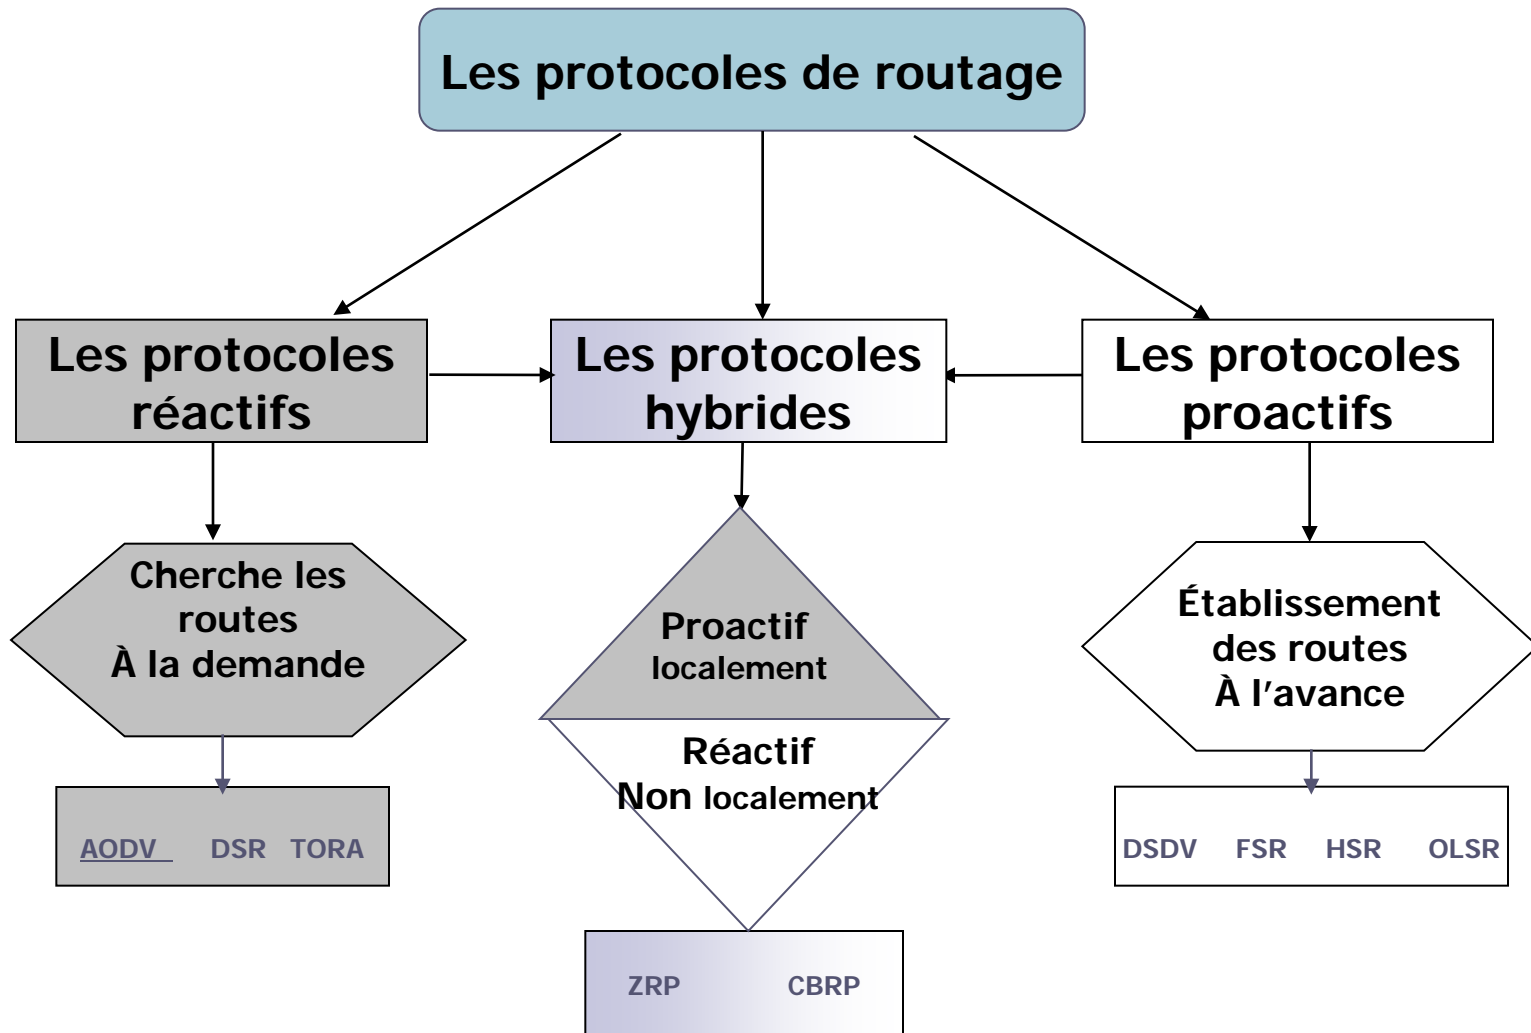 Les protocoles de routage
Les protocoles
réactifs
Les protocoles
hybrides
Les protocoles
proactifs
Cherche les
routes
À la demande
Proactif
localement
Réactif
Non localement
Établissement
des routes
À l’avance
AODV DSR TORA
ZRP CBRP
DSDV FSR HSR OLSR